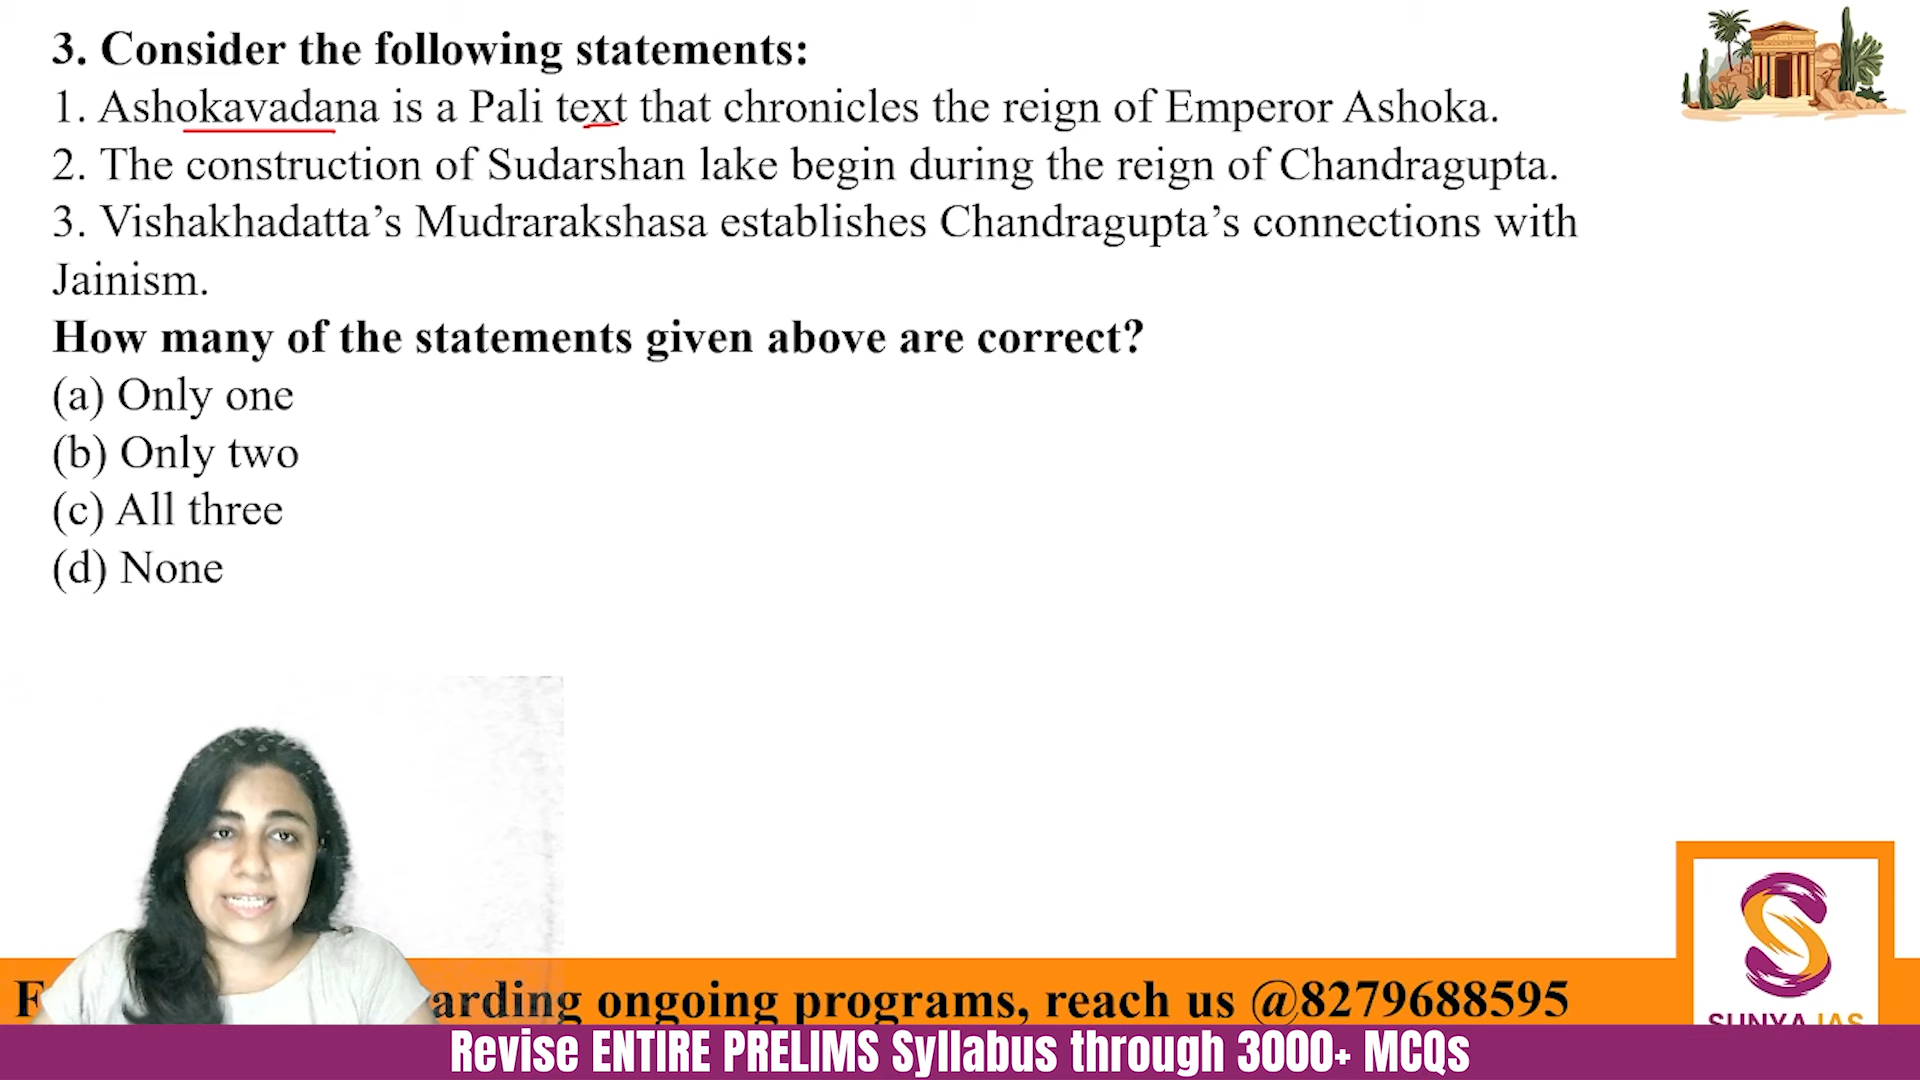 3. Consider the following statements:
1. Ashokavadana is a Pali text that chronicles the reign of Emperor Ashoka.
2. The construction of Sudarshan lake begin during the reign of Chandragupta.
3. Vishakhadatta’s Mudrarakshasa establishes Chandragupta’s connections with
Jainism.
How many of the statements given above are correct?
(a) Only one
(b) Only two
(c) All three
(d) None
arding ongoing programs, reach us @8279688595
SUNYA IAS
Revise ENTIRE PRELIMS Syllabus through 3000+ MCQs